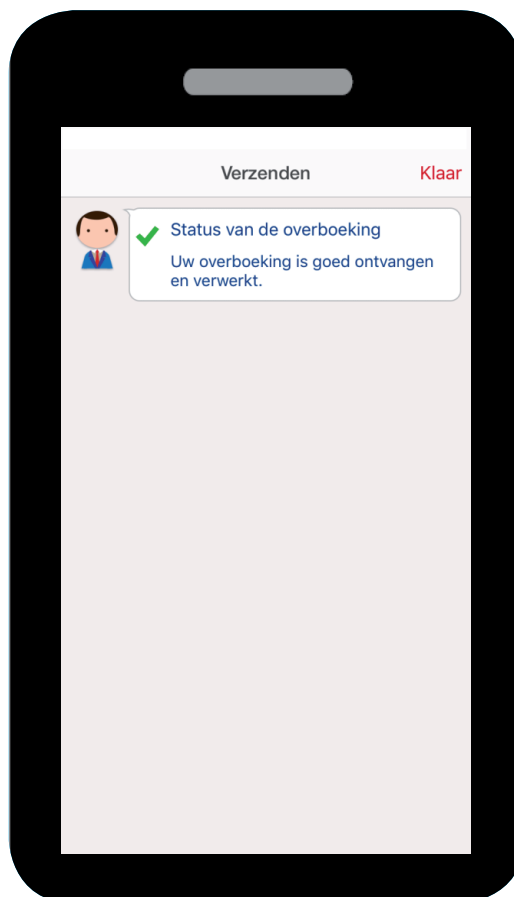 Verzenden
Klaar
Status van de overboeking
Uw overboeking is goed ontvangen
en verwerkt.